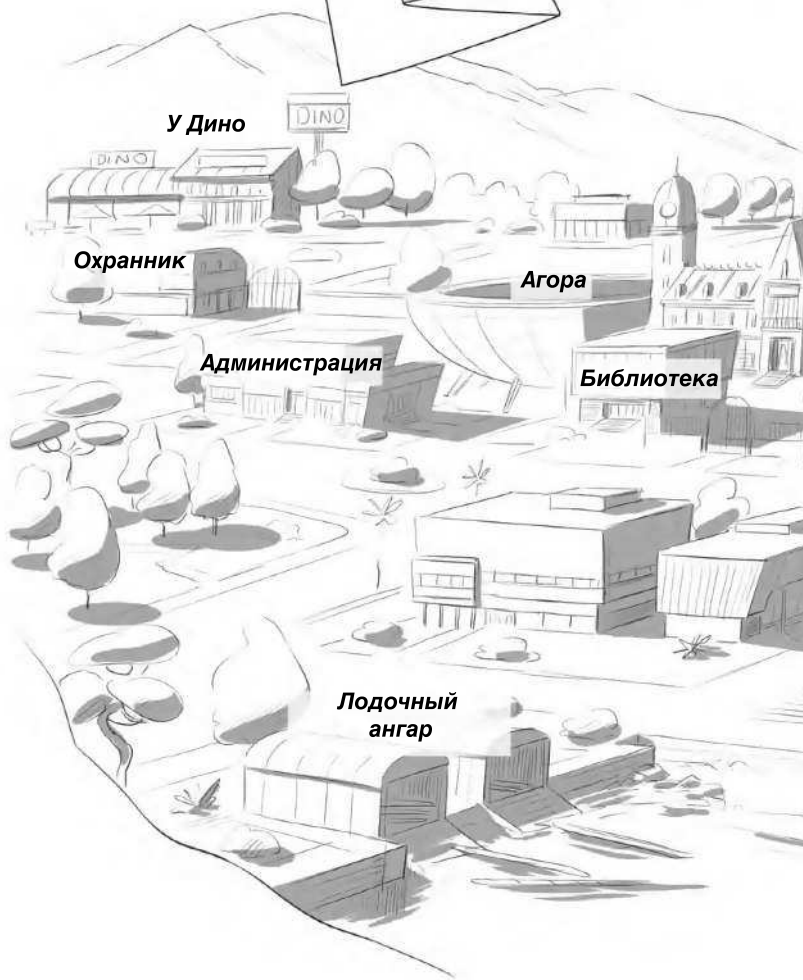 У Дино
DINO
DINO
Охранник
Агора
Администрация
Библиотека
Лодочный
ангар